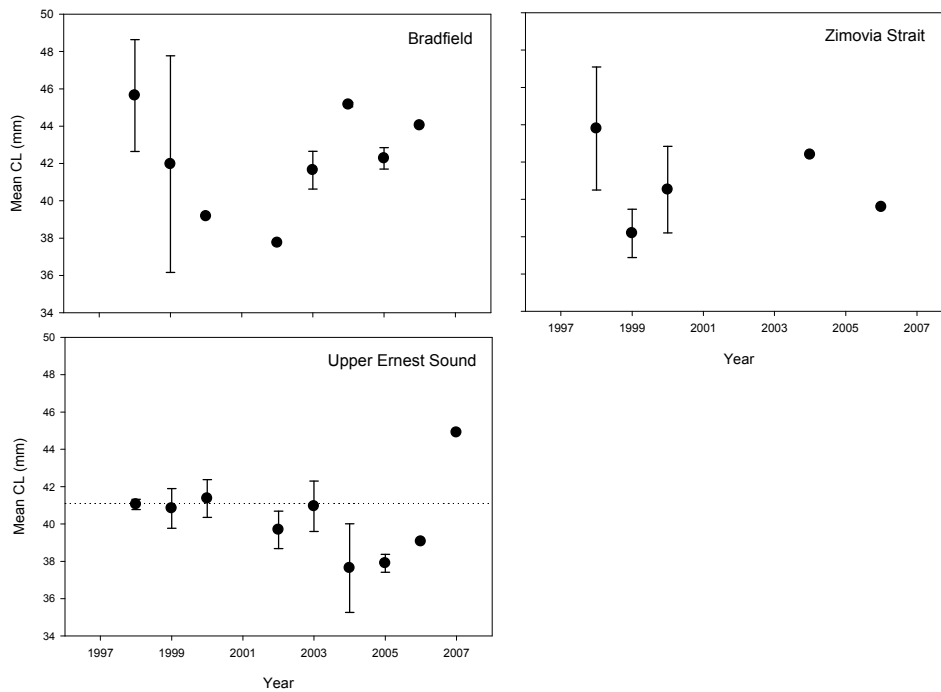 Bradfield
50
48
46
44
42
40
38
36
34
Mean CL (mm)
Zimovia Strait
1997 1999 2001 2003 2005 2007
Year
Upper Ernest Sound
50
48
46
44
42
40
38
36
34
Mean CL (mm)
1997 1999 2001 2003 2005 2007
Year